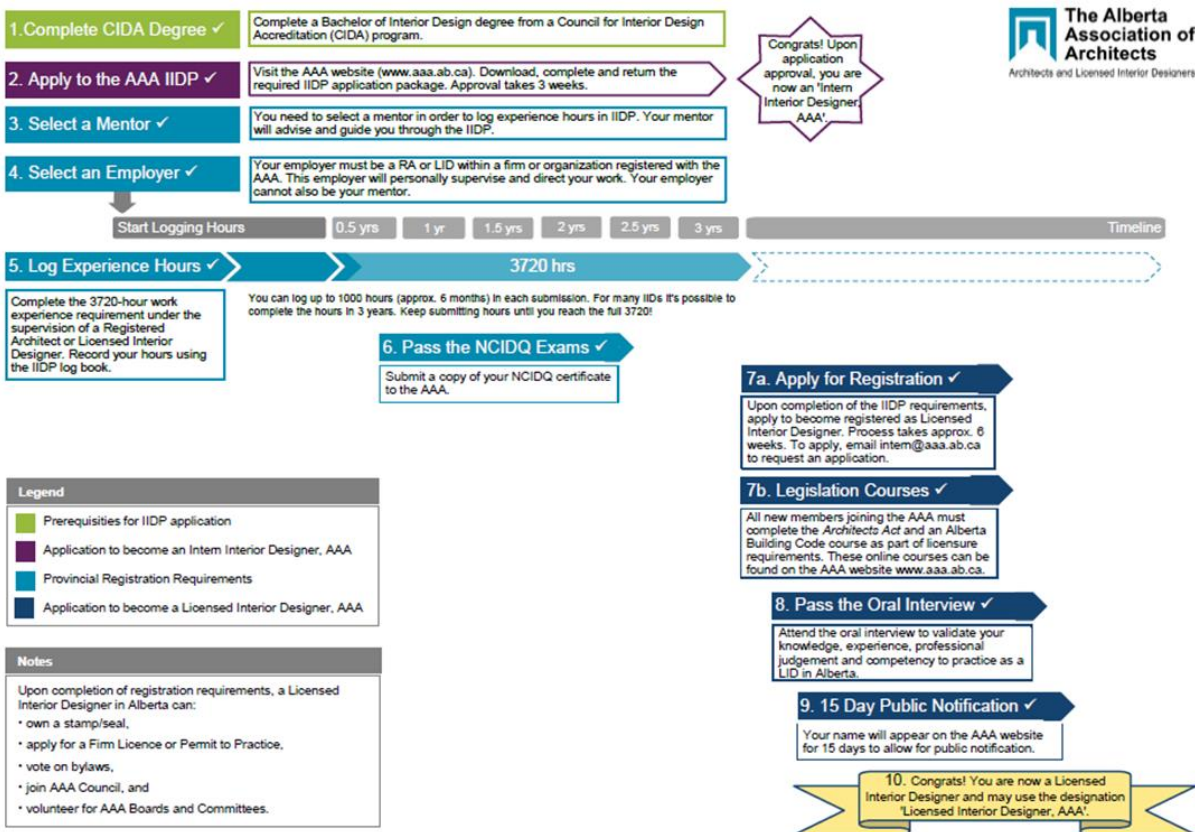 The Alberta
Association of
Architects
Architects and Licensed Interior Designers
1.Complete CIDA Degree ✓
Complete a Bachelor of Interior Design degree from a Council for Interior Design
Accreditation (CIDA) program.
2. Apply to the AAA IIDP ✓
Visit the AAA website (www.aaa.ab.ca). Download, complete and return the
required IIDP application package. Approval takes 3 weeks.
Congrats! Upon
application
approval, you are
now an 'Intern
Interior Designer,
AAA'.
3. Select a Mentor ✓
You need to select a mentor in order to log experience hours in IIDP. Your mentor
will advise and guide you through the IIDP.
4. Select an Employer ✓
Your employer must be a RA or LID within a firm or organization registered with the
AAA. This employer will personally supervise and direct your work. Your employer
cannot also be your mentor.
Start Logging Hours 0.5 yrs 1 yr 1.5 yrs 2 yrs 2.5 yrs 3 yrs Timeline
5. Log Experience Hours ✓
3720 hrs
Complete the 3720-hour work
experience requirement under the
supervision of a Registered
Architect or Licensed Interior
Designer. Record your hours using
the IIDP log book.
You can log up to 1000 hours (approx. 6 months) in each submission. For many IIDs it's possible to
complete the hours in 3 years. Keep submitting hours until you reach the full 3720!
6. Pass the NCIDQ Exams ✓
Submit a copy of your NCIDQ certificate
to the AAA.
7a. Apply for Registration ✓
Upon completion of the IIDP requirements,
apply to become registered as Licensed
Interior Designer. Process takes approx. 6
weeks. To apply, email intern@aaa.ab.ca
to request an application.
7b. Legislation Courses ✓
All new members joining the AAA must
complete the Architects Act and an Alberta
Building Code course as part of licensure
requirements. These online courses can be
found on the AAA website www.aaa.ab.ca.
8. Pass the Oral Interview ✓
Attend the oral interview to validate your
knowledge, experience, professional
judgement and competency to practice as a
LID in Alberta.
9. 15 Day Public Notification ✓
Your name will appear on the AAA website
for 15 days to allow for public notification.
10. Congrats! You are now a Licensed
Interior Designer and may use the designation
'Licensed Interior Designer, AAA'.
Legend
Prerequisities for IIDP application
Application to become an Intern Interior Designer, AAA
Provincial Registration Requirements
Application to become a Licensed Interior Designer, AAA
Notes
Upon completion of registration requirements, a Licensed
Interior Designer in Alberta can:
• own a stamp/seal,
• apply for a Firm Licence or Permit to Practice,
• vote on bylaws,
• join AAA Council, and
• volunteer for AAA Boards and Committees.